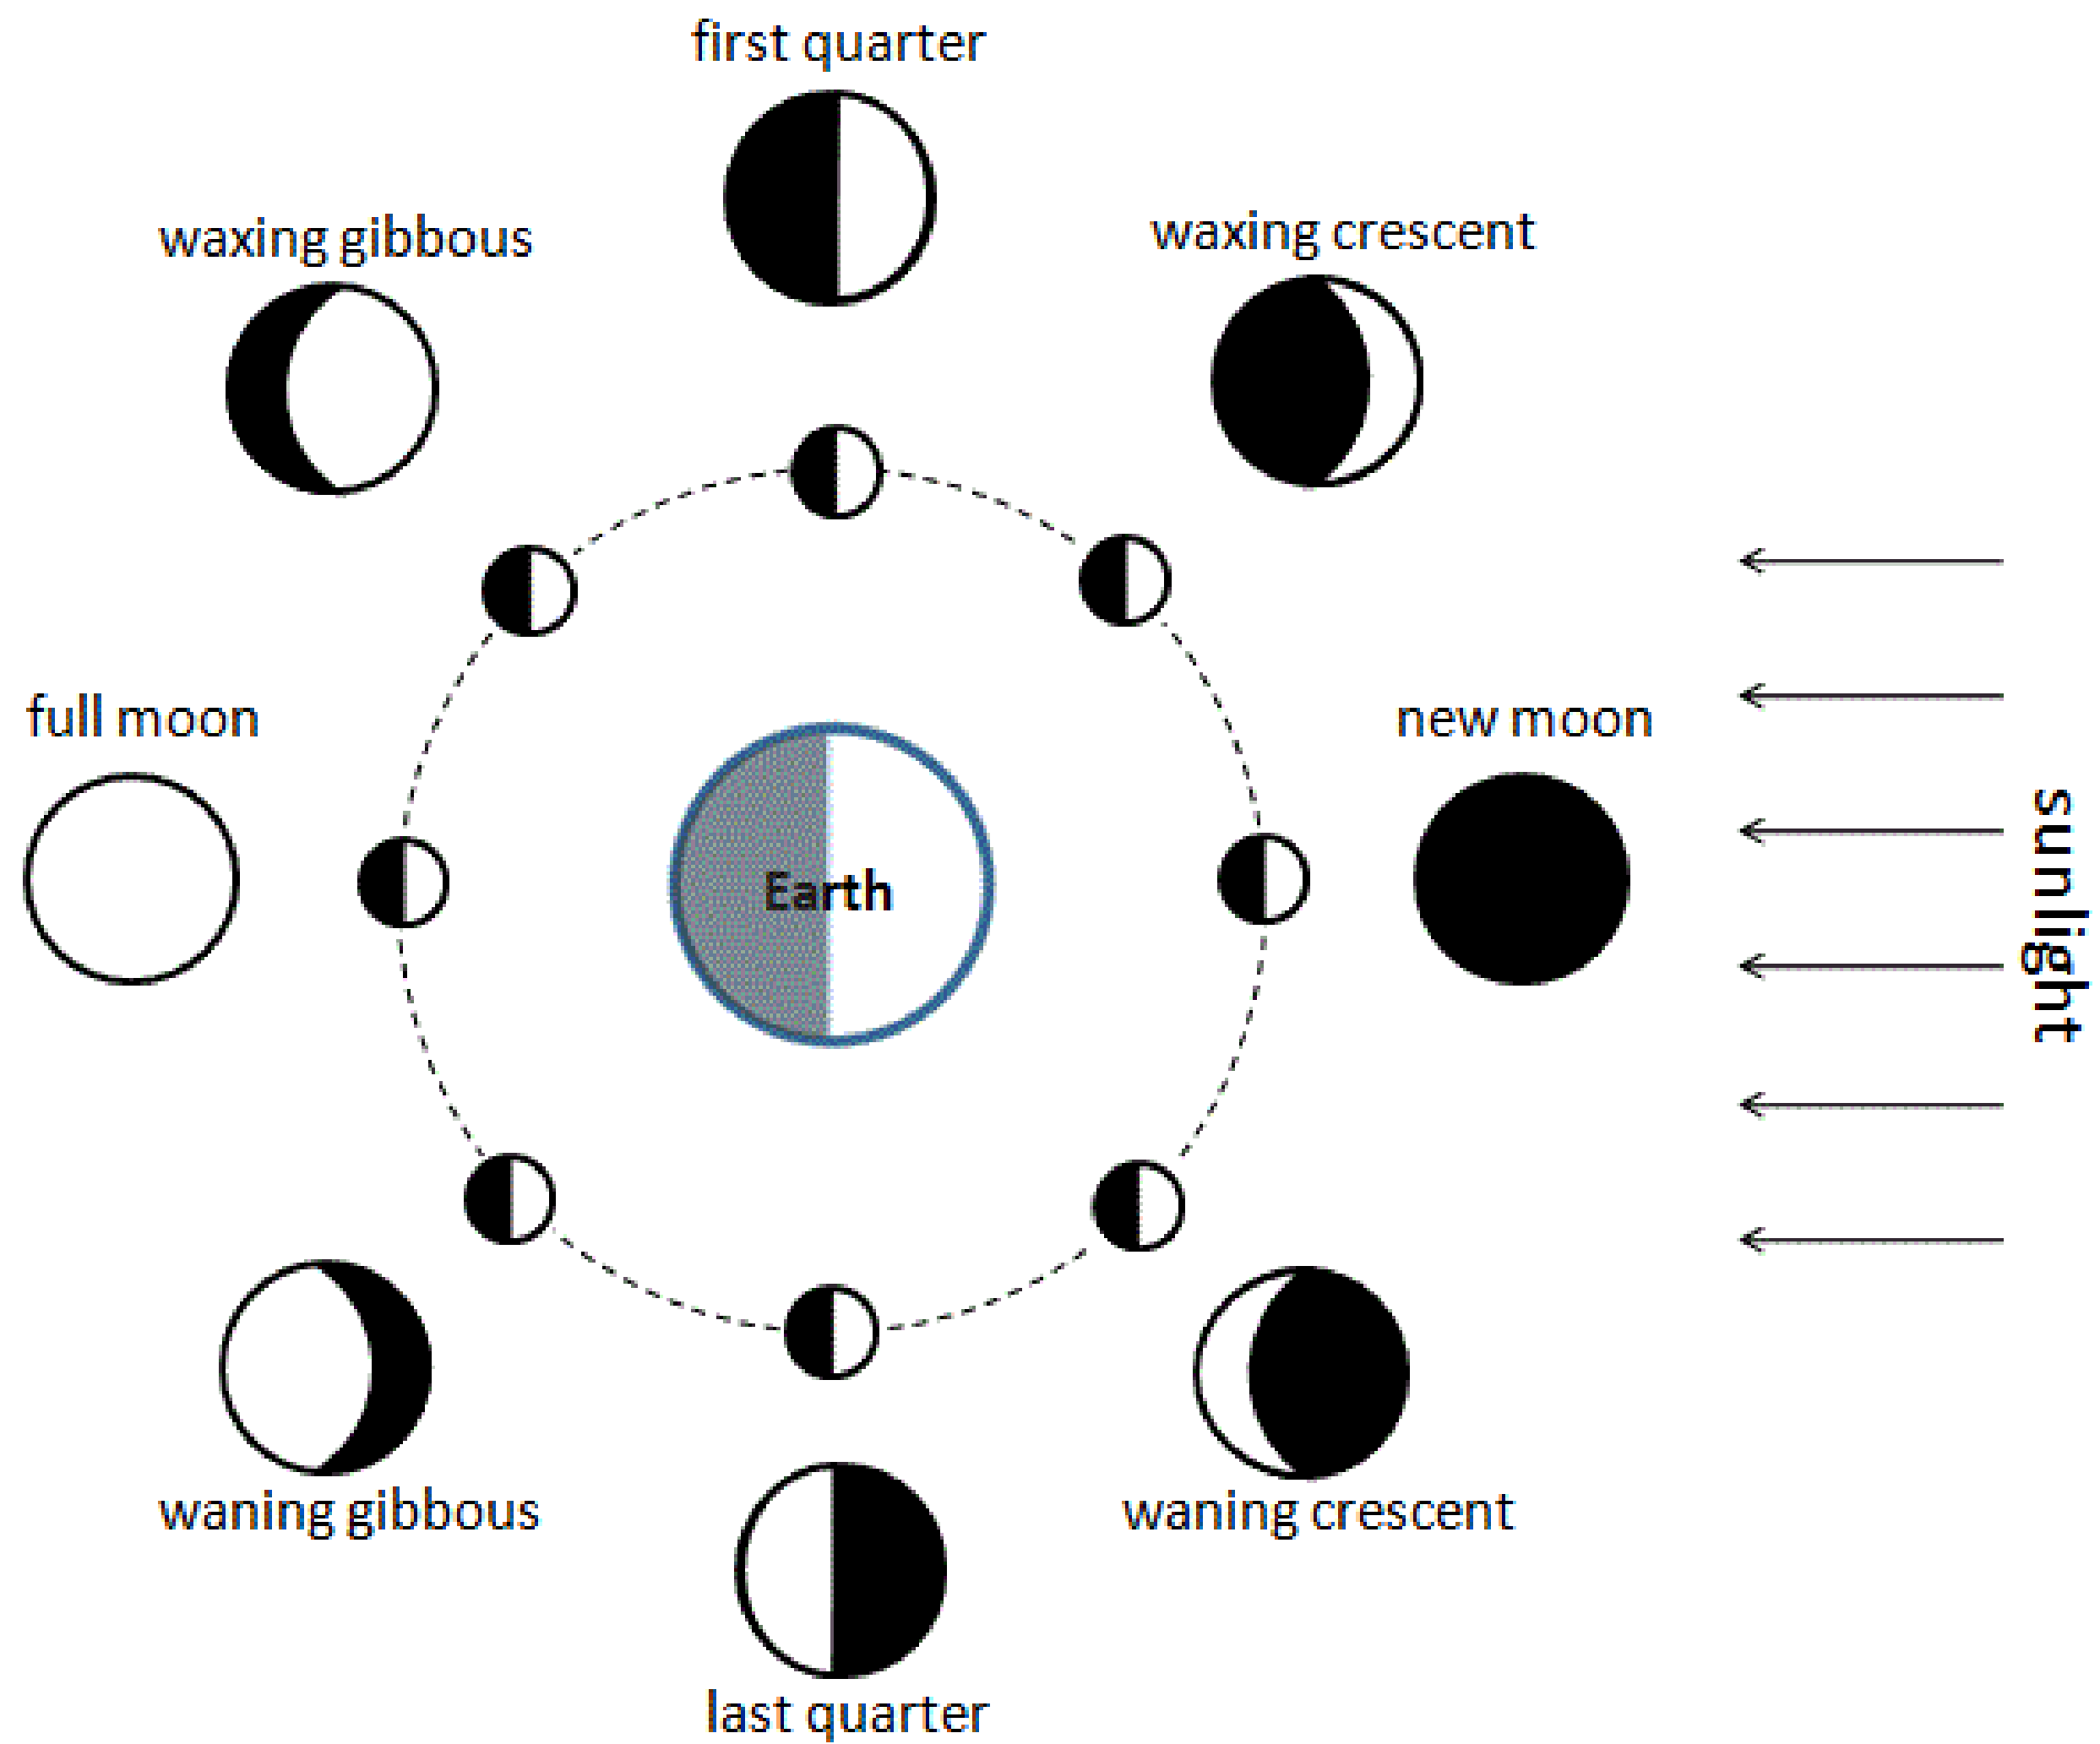 first quarter
waxing gibbous
waxing crescent
full moon
new moon
Earth
sunlight
waning gibbous
waning crescent
last quarter